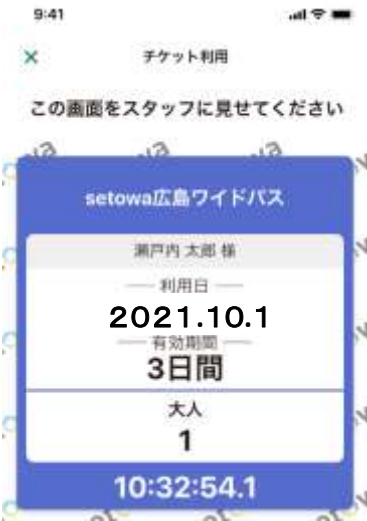 9:41
チケット利用
この画面をスタッフに見せてください
setowa広島ワイドパス
瀬戸内 太郎 様
利用日
2021.10.1
有効期間
3日間
大人
1
10:32:54.1